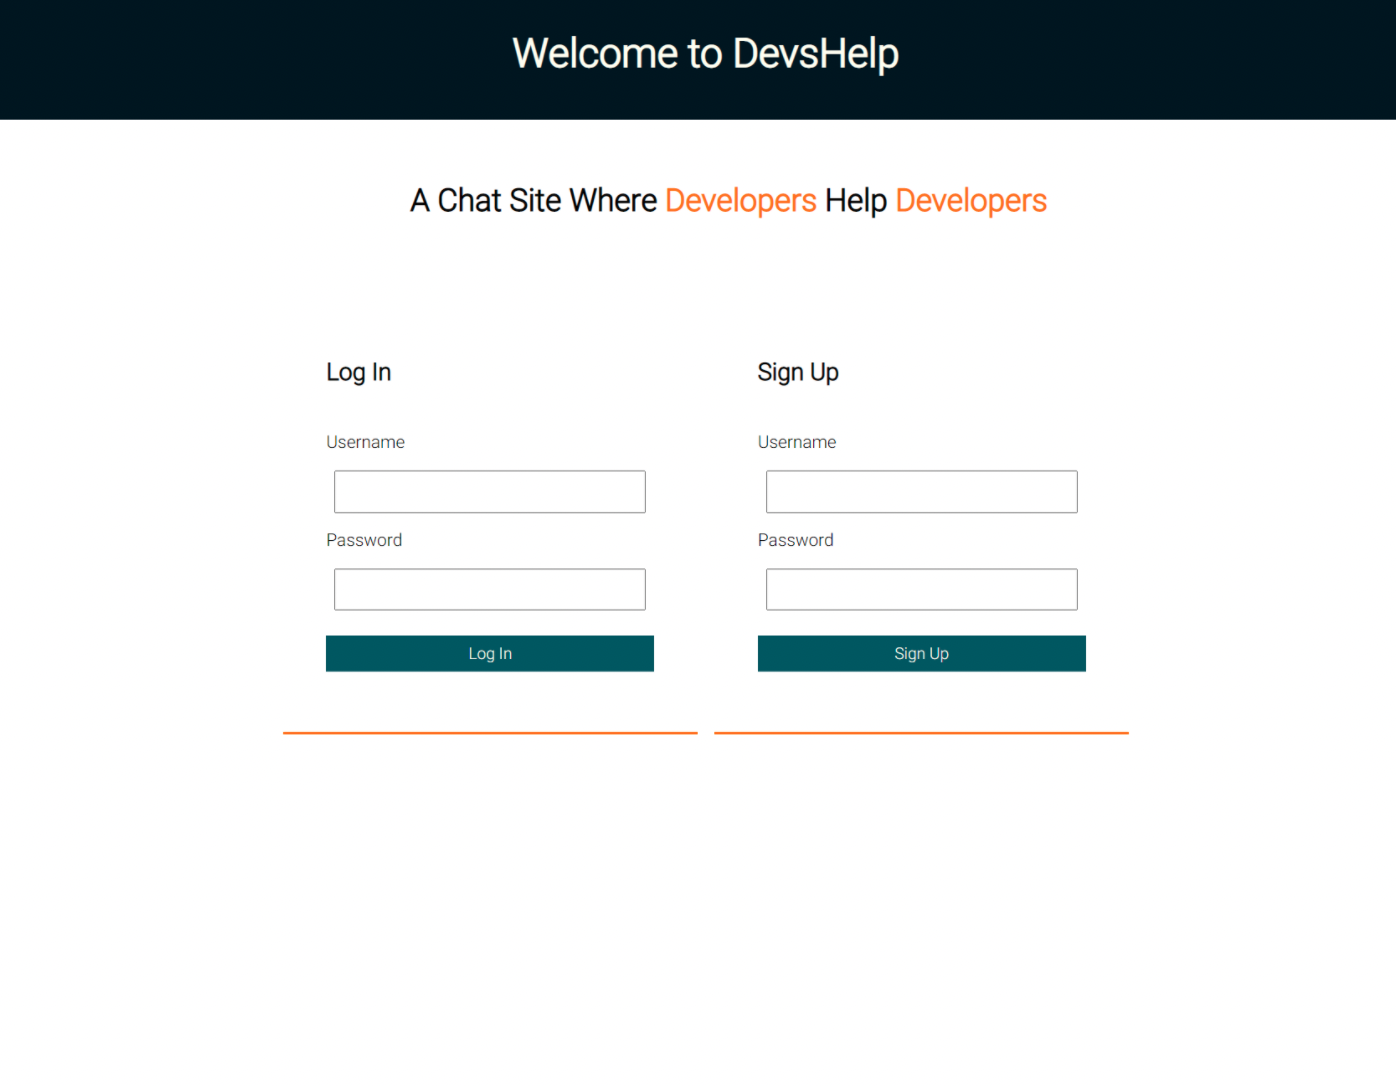 Welcome to DevsHelp
A Chat Site Where Developers Help Developers
Log In
Username
Password
Log In
Sign Up
Username
Password
Sign Up